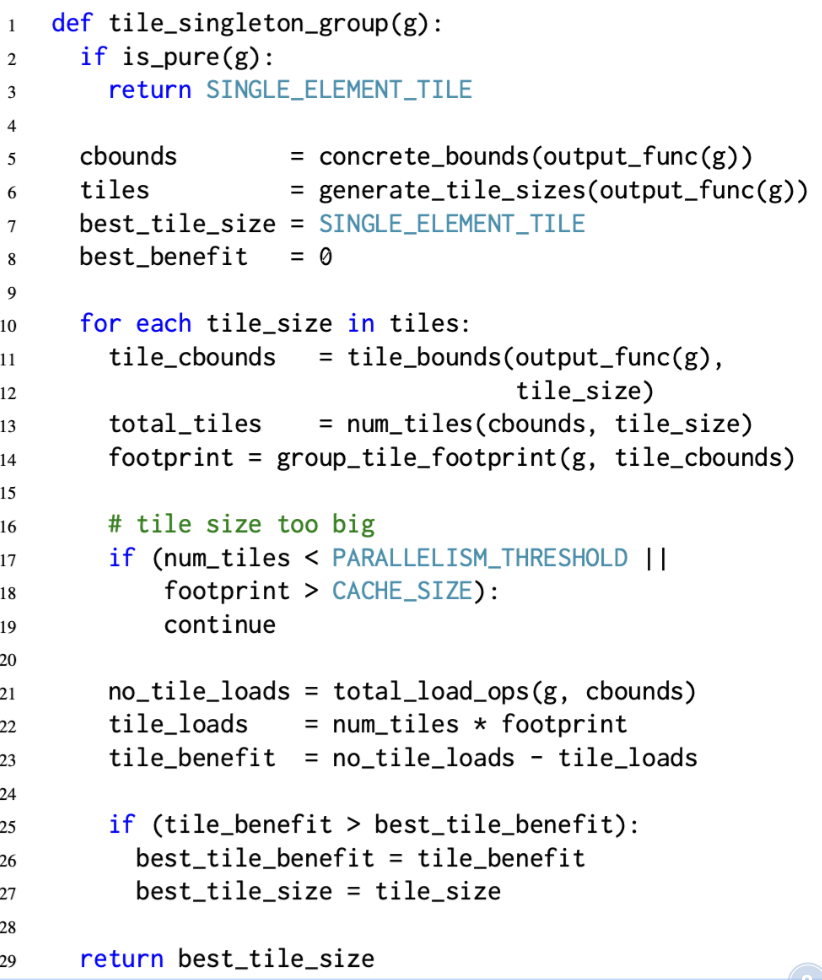 1 def tile_singleton_group(g):
2 if is_pure(g):
3 return SINGLE_ELEMENT_TILE
4
5 cbounds = concrete_bounds(output_func(g))
6 tiles = generate_tile_sizes(output_func(g))
7 best_tile_size = SINGLE_ELEMENT_TILE
8 best_benefit = 0
9
10 for each tile_size in tiles:
11 tile_cbounds = tile_bounds(output_func(g),
12 tile_size)
13 total_tiles = num_tiles(cbounds, tile_size)
14 footprint = group_tile_footprint(g, tile_cbounds)
15
16 # tile size too big
17 if (num_tiles < PARALLELISM_THRESHOLD ||
18 footprint > CACHE_SIZE):
19 continue
20
21 no_tile_loads = total_load_ops(g, cbounds)
22 tile_loads = num_tiles * footprint
23 tile_benefit = no_tile_loads - tile_loads
24
25 if (tile_benefit > best_tile_benefit):
26 best_tile_benefit = tile_benefit
27 best_tile_size = tile_size
28
29 return best_tile_size